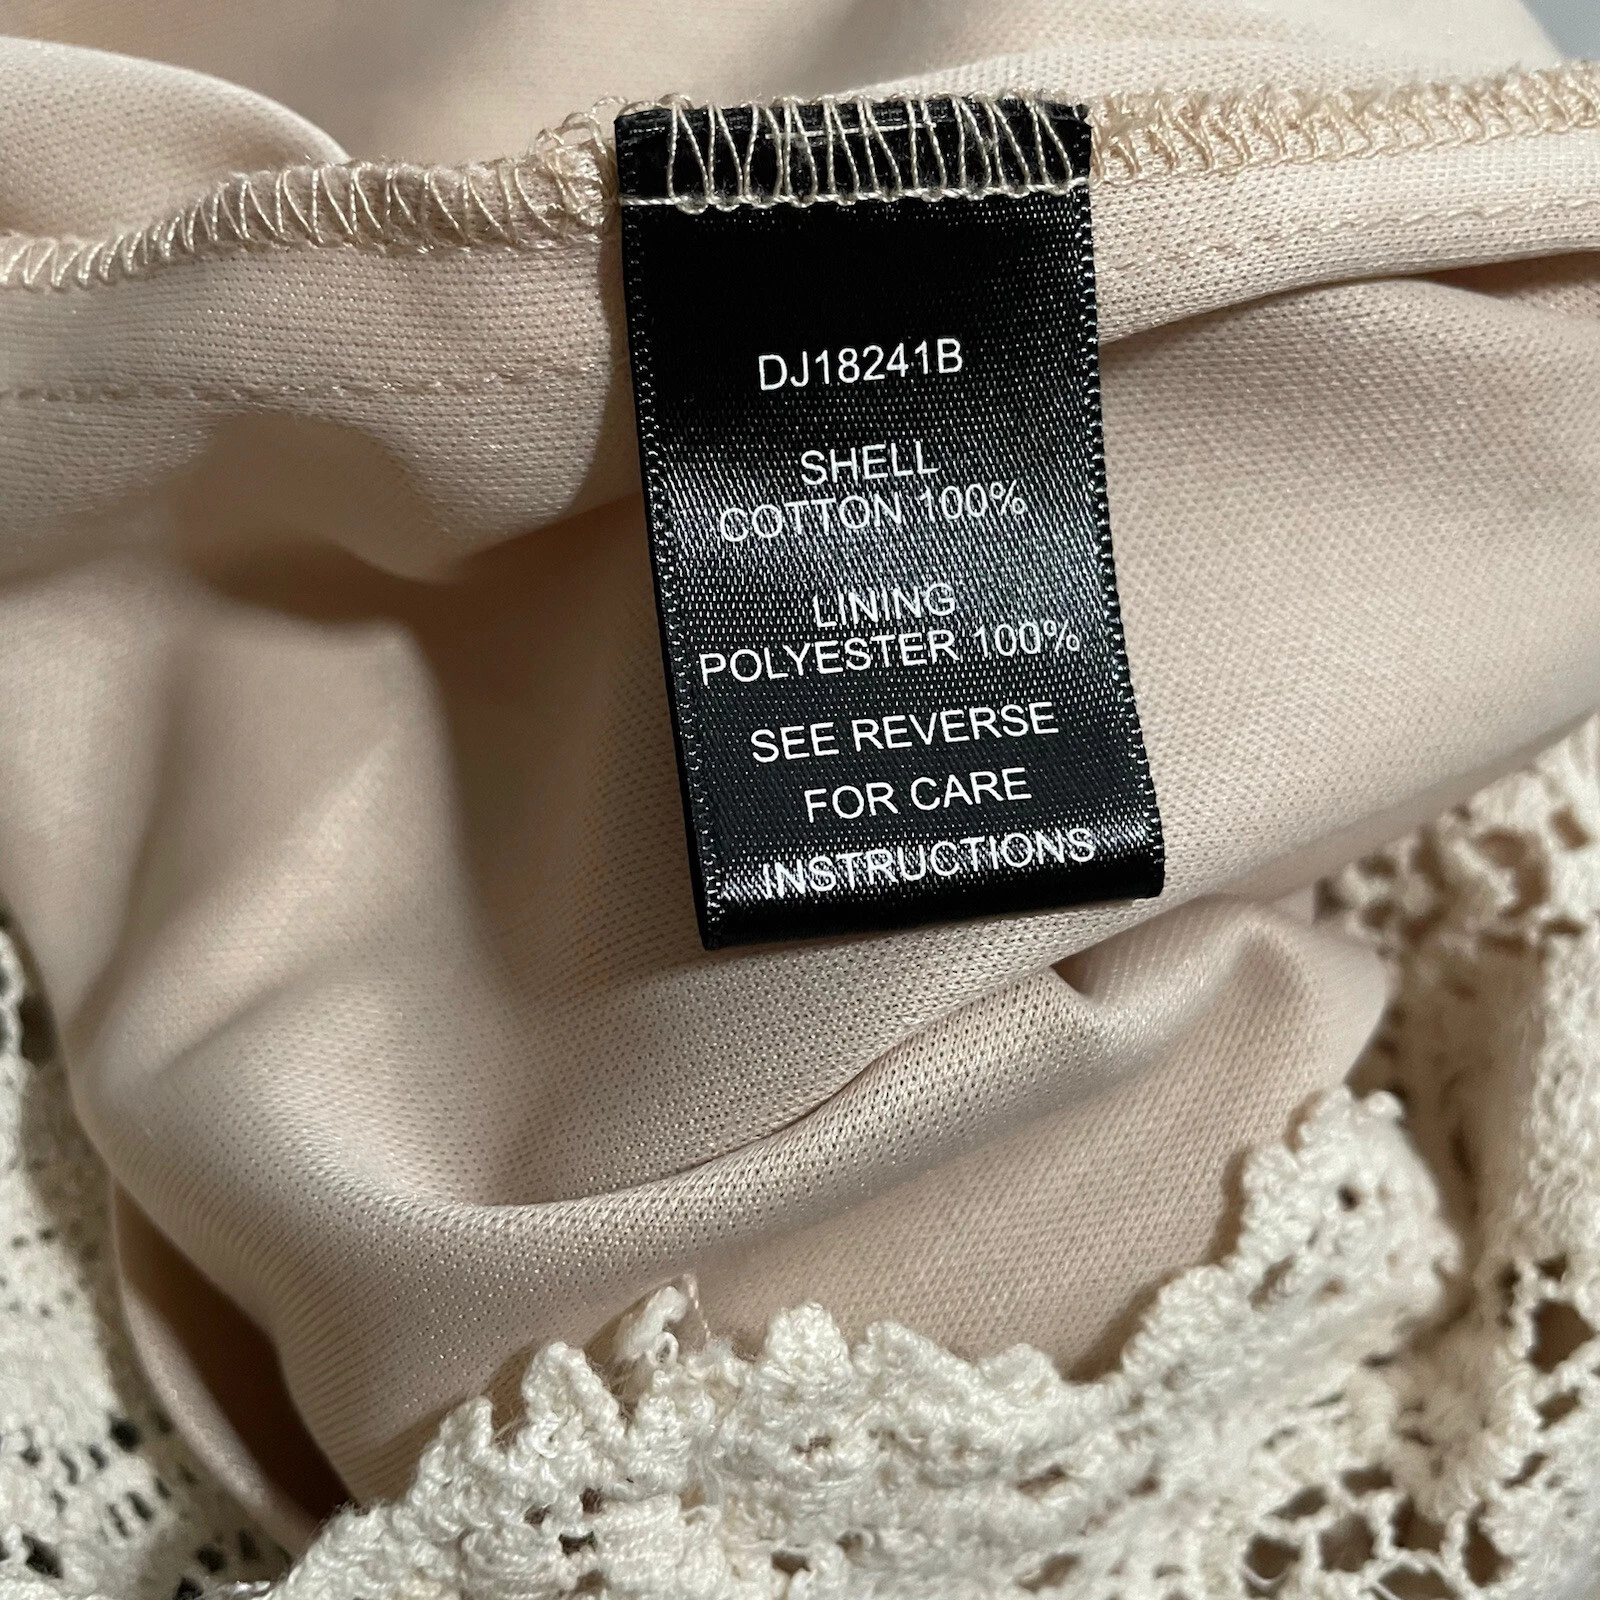 DJ18241B
SHELL
COTTON 100%
LINING
POLYESTER 100%
SEE REVERSE
FOR CARE
INSTRUCTIONS